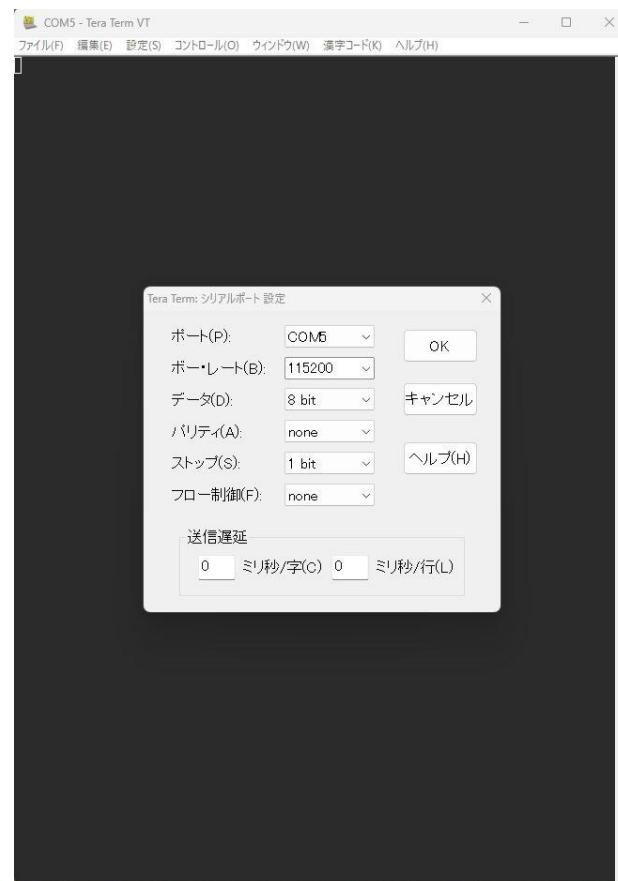 COM5 - Tera Term VT
ファイル(F) 編集(E) 設定(S) コントロール(O) ウィンドウ(W) 漢字コード(K) ヘルプ(H)
Tera Term: シリアルポート 設定
ポート(P): COM5 OK
ボー・レート(B): 115200
データ(D): 8 bit キャンセル
パリティ(A): none
ストップ(S): 1 bit ヘルプ(H)
フロー制御(F): none
送信遅延
0 ミリ秒/字(C) 0 ミリ秒/行(L)